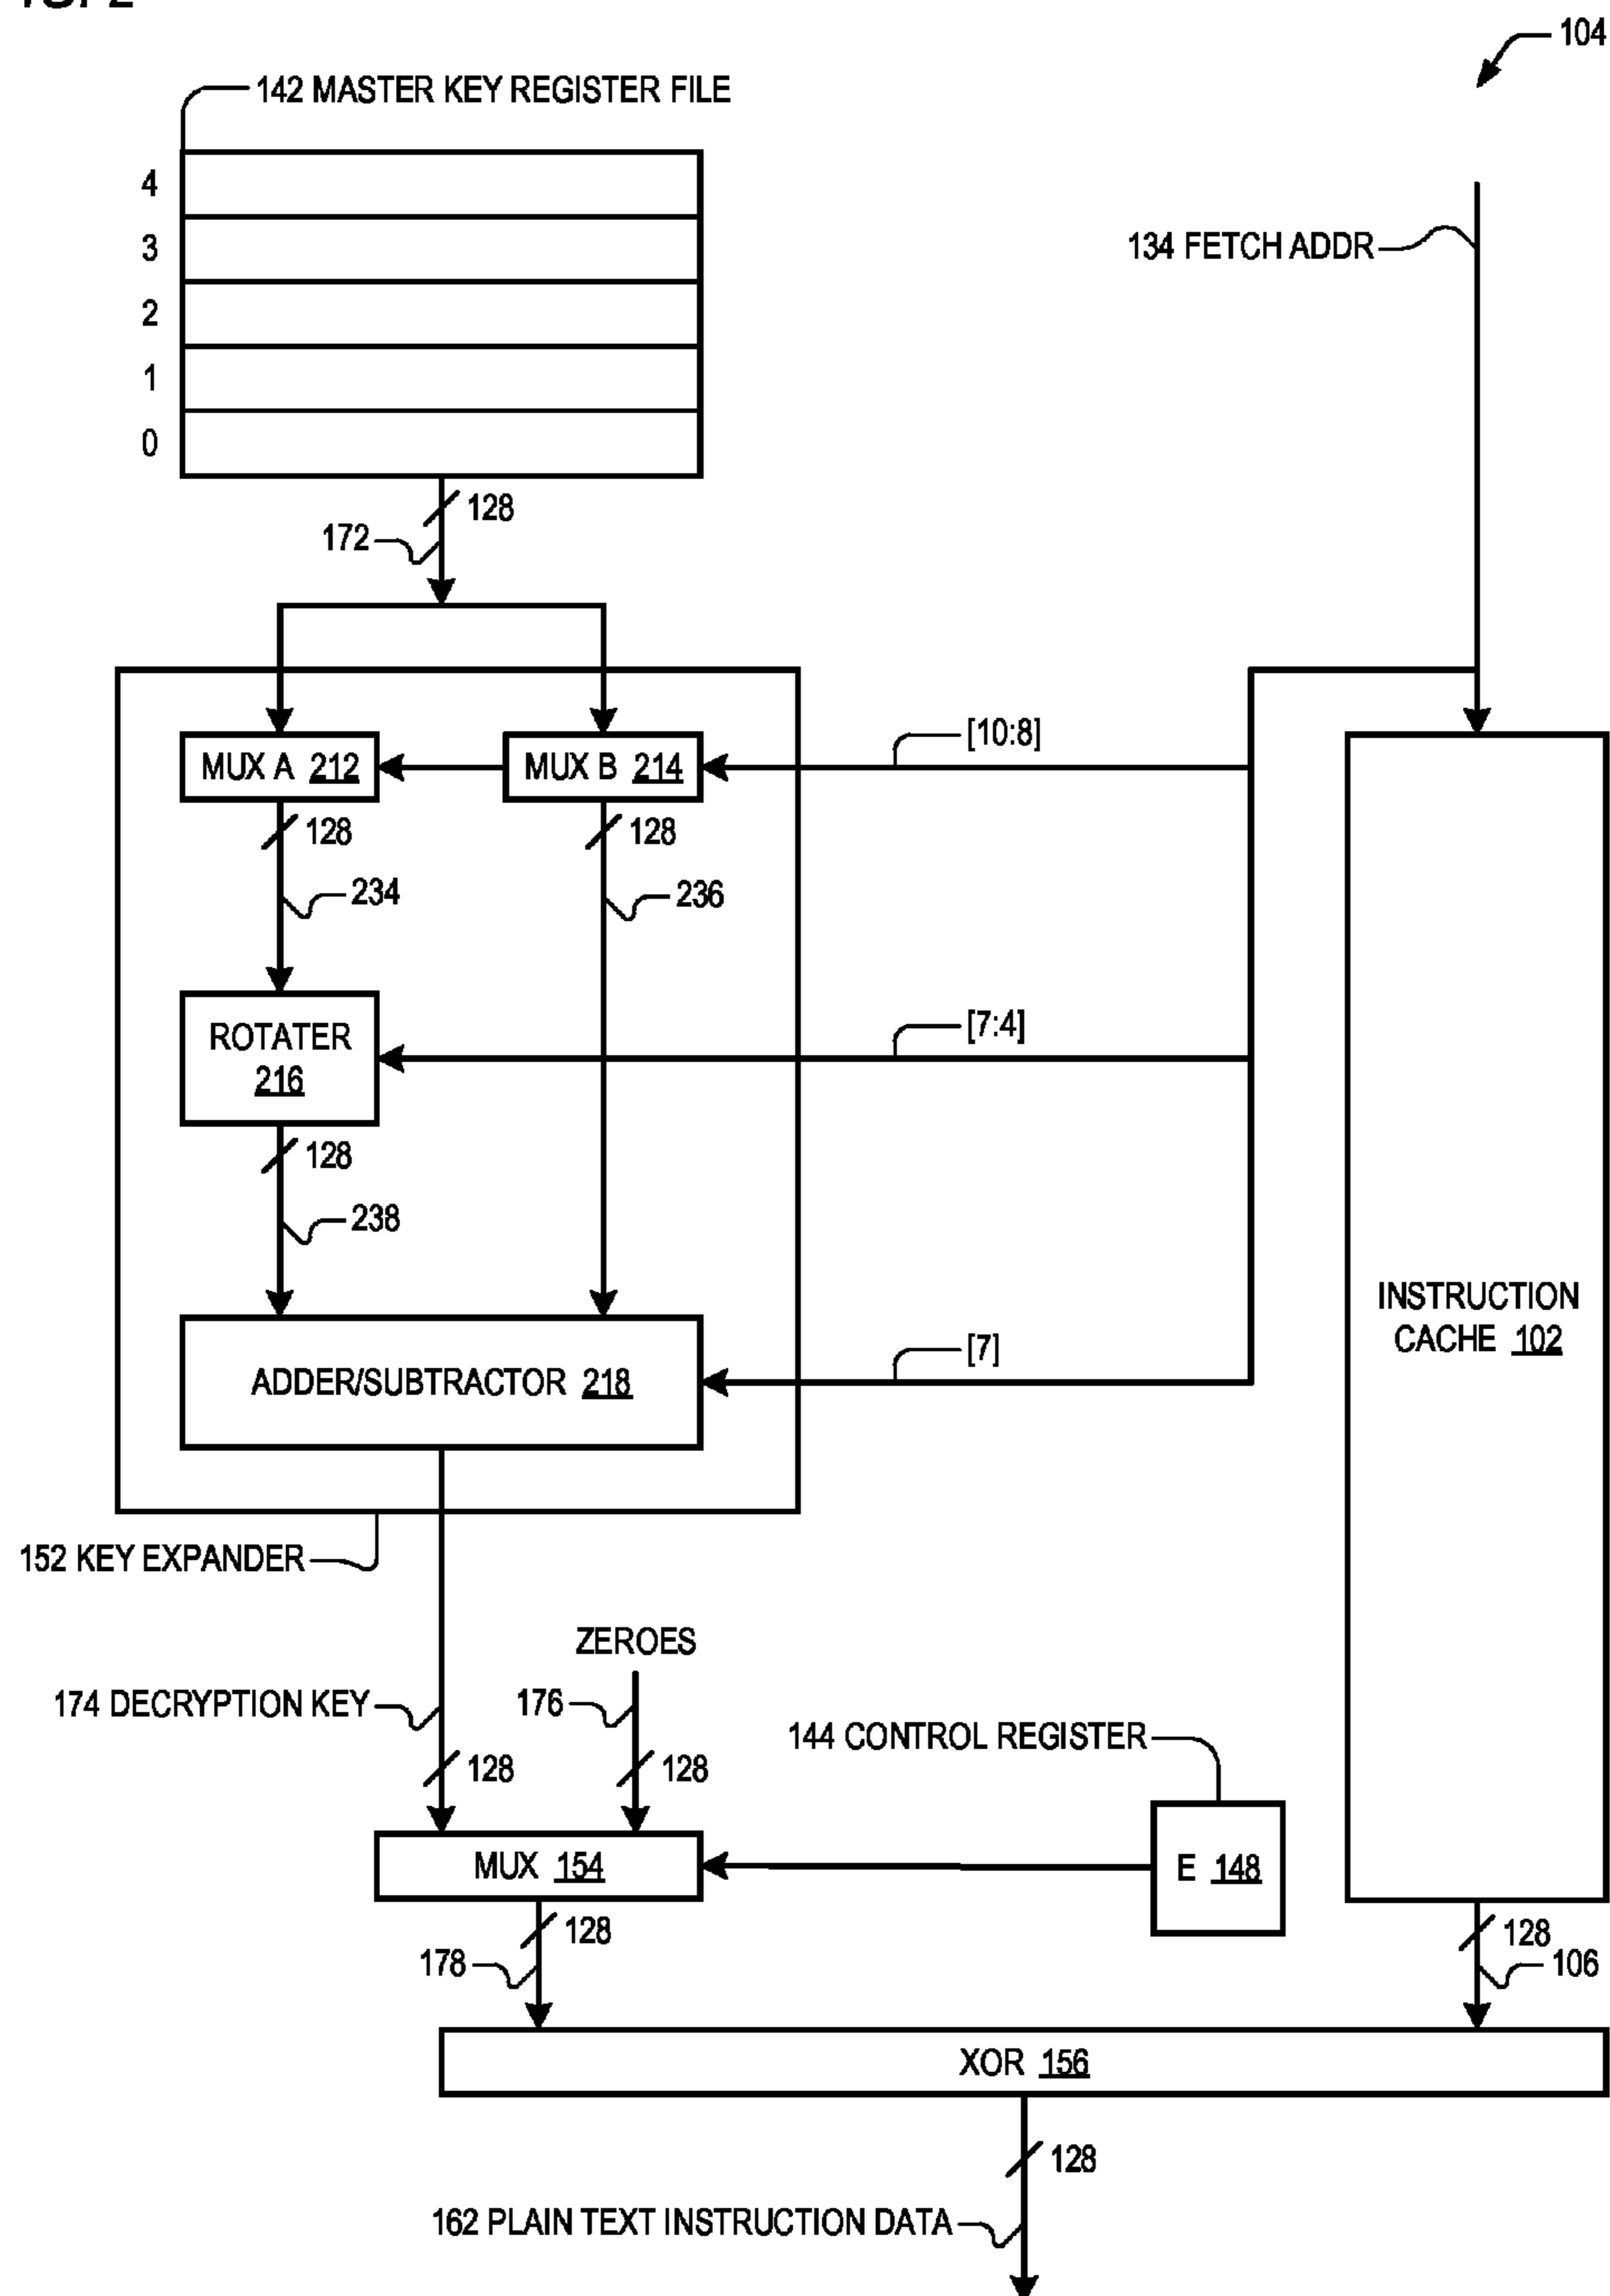 104
142 MASTER KEY REGISTER FILE
4
3
2
1
0
134 FETCH ADDR
128
172
[10:8]
MUX A 212
MUX B 214
128
128
234
236
[7:4]
ROTATER
216
128
238
[7]
ADDER/SUBTRACTOR 218
INSTRUCTION
CACHE 102
152 KEY EXPANDER
ZEROES
174 DECRYPTION KEY
176
144 CONTROL REGISTER
128
128
MUX 154
E 148
128
178
128
106
XOR 156
128
162 PLAIN TEXT INSTRUCTION DATA